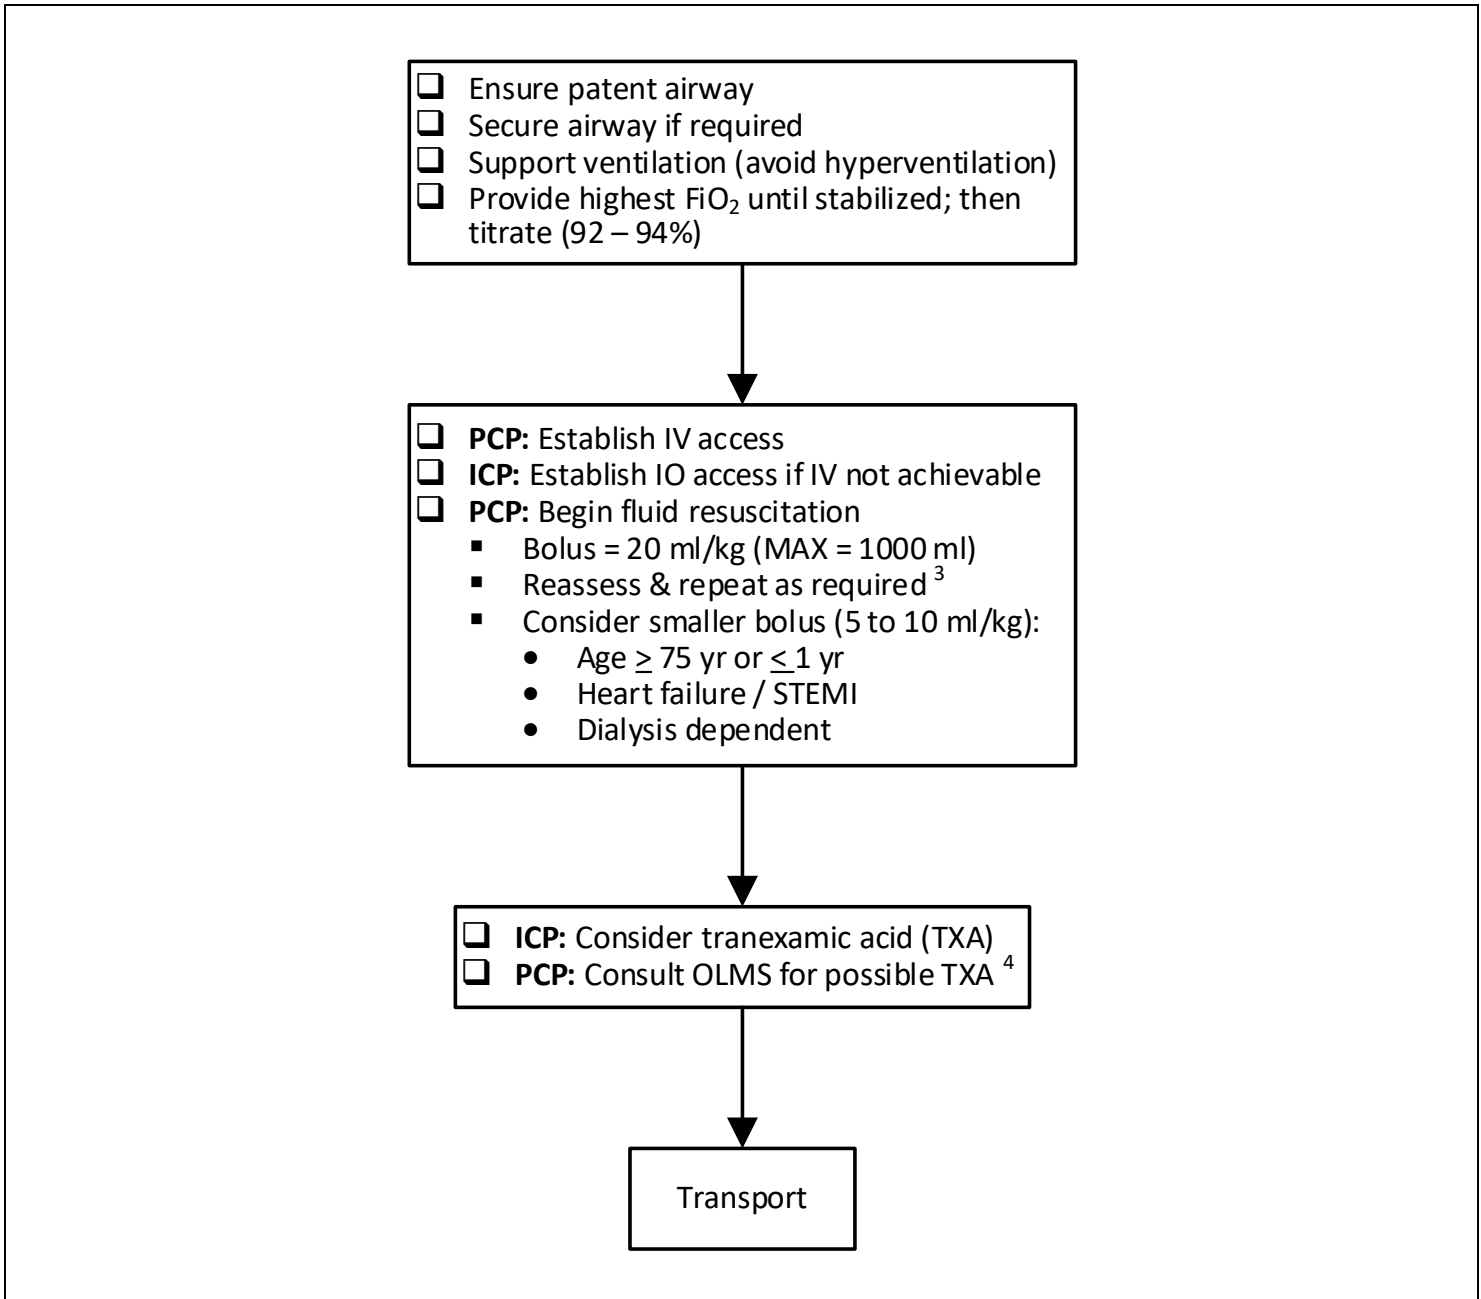 ❑ Ensure patent airway
❑ Secure airway if required
❑ Support ventilation (avoid hyperventilation)
❑ Provide highest FiO₂ until stabilized; then
titrate (92 – 94%)
❑ PCP: Establish IV access
❑ ICP: Establish IO access if IV not achievable
❑ PCP: Begin fluid resuscitation
▪ Bolus = 20 ml/kg (MAX = 1000 ml)
▪ Reassess & repeat as required ³
▪ Consider smaller bolus (5 to 10 ml/kg):
• Age ≥ 75 yr or ≤ 1 yr
• Heart failure / STEMI
• Dialysis dependent
❑ ICP: Consider tranexamic acid (TXA)
❑ PCP: Consult OLMS for possible TXA ⁴
Transport